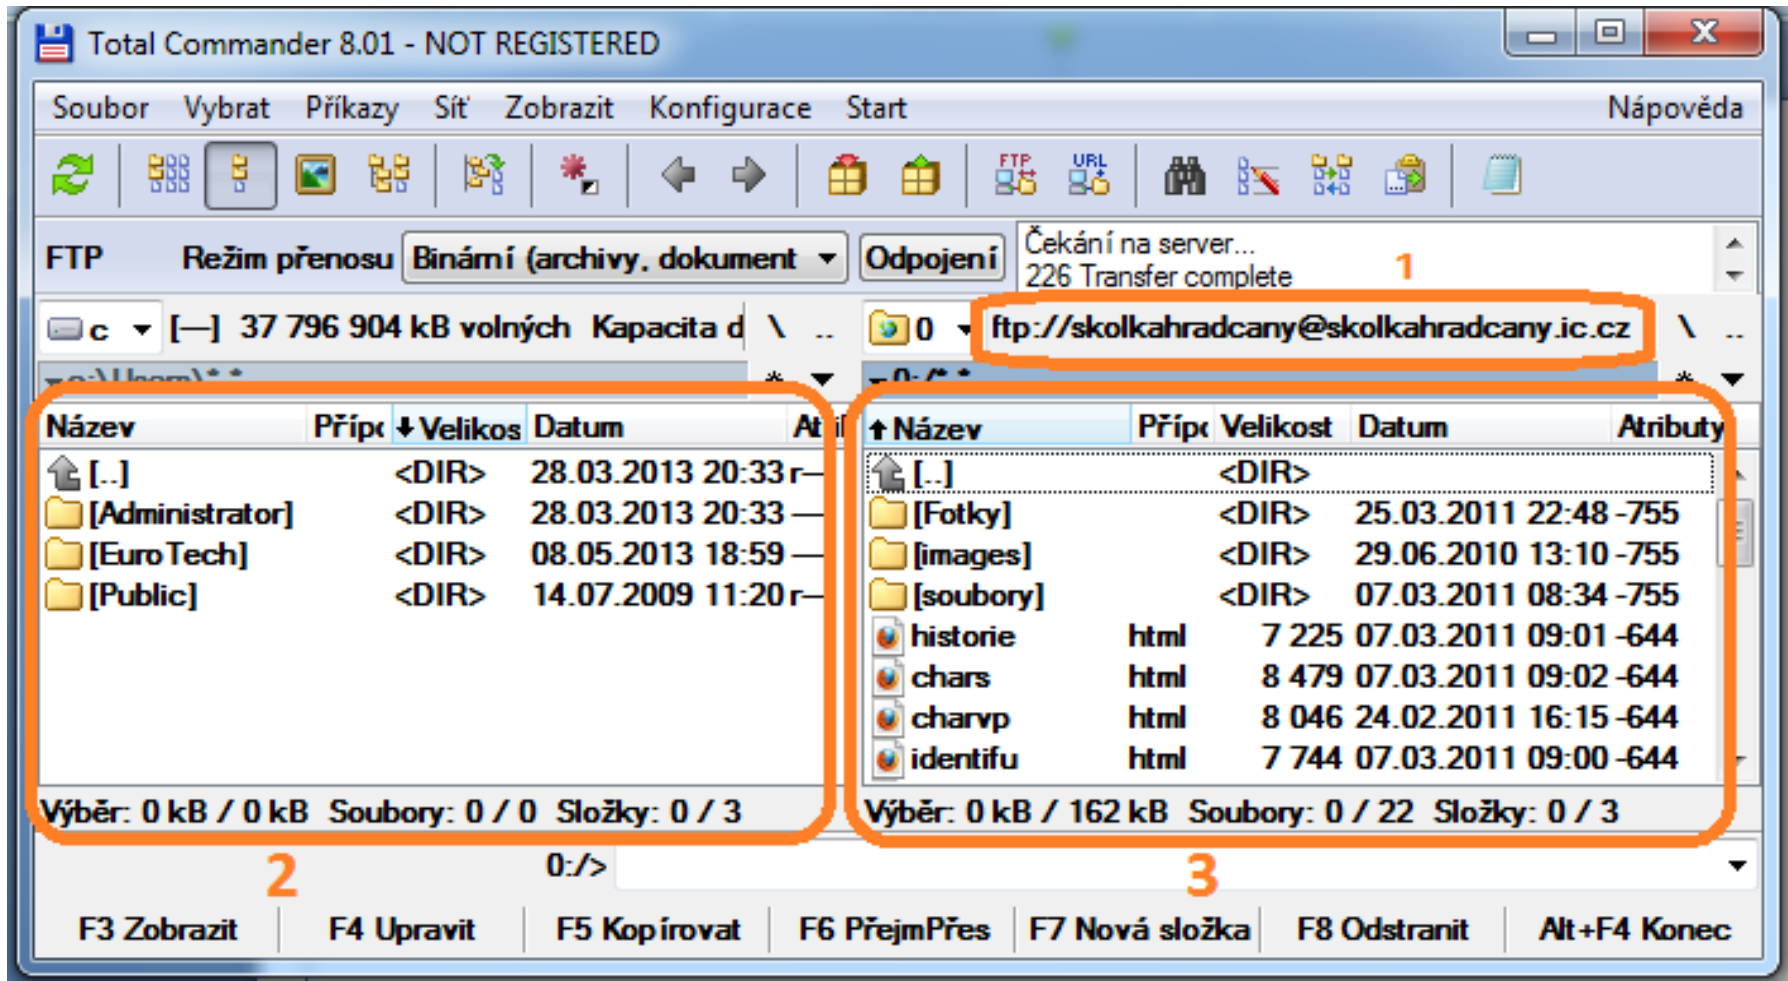 Total Commander 8.01 - NOT REGISTERED
Soubor Vybrat Příkazy Síť Zobrazit Konfigurace Start Nápověda
FTP URL
FTP Režim přenosu Binární (archivy, dokument Odpojení
Čekání na server...
226 Transfer complete
1
c [—] 37 796 904 kB volných Kapacita d \ ..
0 ftp://skolkahradcany@skolkahradcany.ic.cz \ ..
c:\Users\*.* * 
0:/*.* *
Název Přípo Velikos Datum Atri
[..] <DIR> 28.03.2013 20:33 r—
[Administrator] <DIR> 28.03.2013 20:33 —
[EuroTech] <DIR> 08.05.2013 18:59 —
[Public] <DIR> 14.07.2009 11:20 r—
Výběr: 0 kB / 0 kB Soubory: 0 / 0 Složky: 0 / 3
Název Přípo Velikost Datum Atributy
[..] <DIR>
[Fotky] <DIR> 25.03.2011 22:48 -755
[images] <DIR> 29.06.2010 13:10 -755
[soubory] <DIR> 07.03.2011 08:34 -755
historie html 7 225 07.03.2011 09:01 -644
chars html 8 479 07.03.2011 09:02 -644
charvp html 8 046 24.02.2011 16:15 -644
identifu html 7 744 07.03.2011 09:00 -644
Výběr: 0 kB / 162 kB Soubory: 0 / 22 Složky: 0 / 3
2 0:/> 3
F3 Zobrazit F4 Upravit F5 Kopírovat F6 PřejmPřes F7 Nová složka F8 Odstranit Alt+F4 Konec